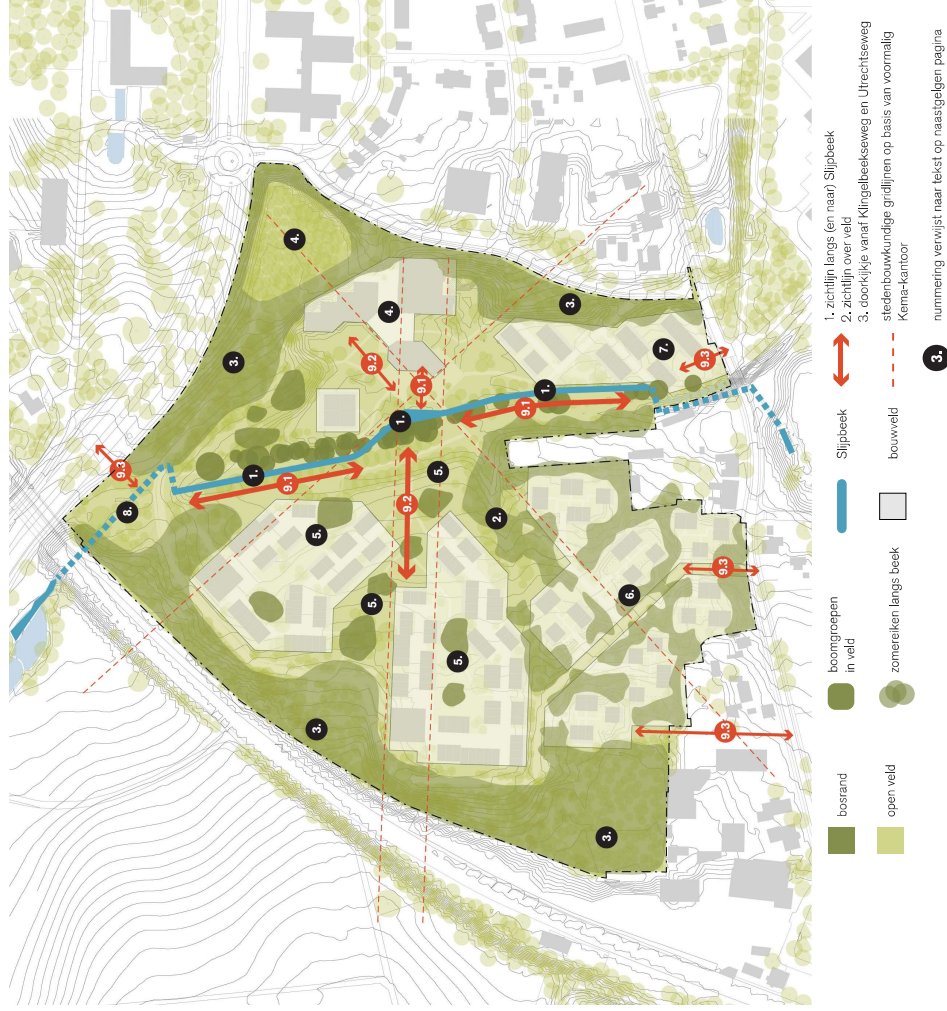 9.3
8.
3.
1.
9.1
4.
3.
5.
5.
9.2
4.
1.
9.2
9.1
5.
5.
2.
9.1
1.
3.
3.
6.
7.
9.3
9.3
9.3
bosrand
open veld
boomgroepen
in veld
zomereiken langs beek
Slijpbeek
bouwveld
1. zichtlijn langs (en naar) Slijpbeek
2. zichtlijn over veld
3. doorkijkje vanaf Klingelbeekseweg en Utrechtseweg
stedenbouwkundige gridlijnen op basis van voormalig
Kema-kantoor
3.
nummering verwijst naar tekst op naastgelgen pagina